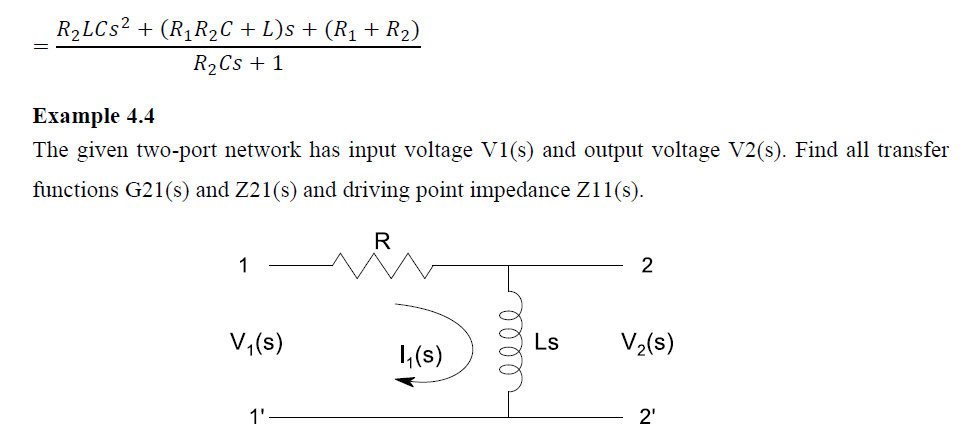 = R₂LCs² + (R₁R₂C + L)s + (R₁ + R₂)
R₂Cs + 1
Example 4.4
The given two-port network has input voltage V1(s) and output voltage V2(s). Find all transfer
functions G21(s) and Z21(s) and driving point impedance Z11(s).
R
1 2
V₁(s) I₁(s) Ls V₂(s)
1' 2'